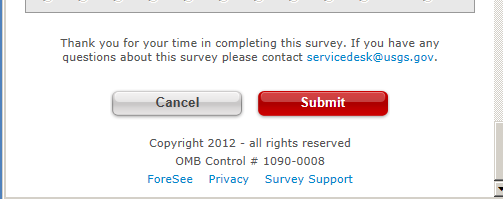 Thank you for your time in completing this survey. If you have any
questions about this survey please contact servicedesk@usgs.gov.
Cancel Submit
Copyright 2012 - all rights reserved
OMB Control # 1090-0008
ForeSee Privacy Survey Support